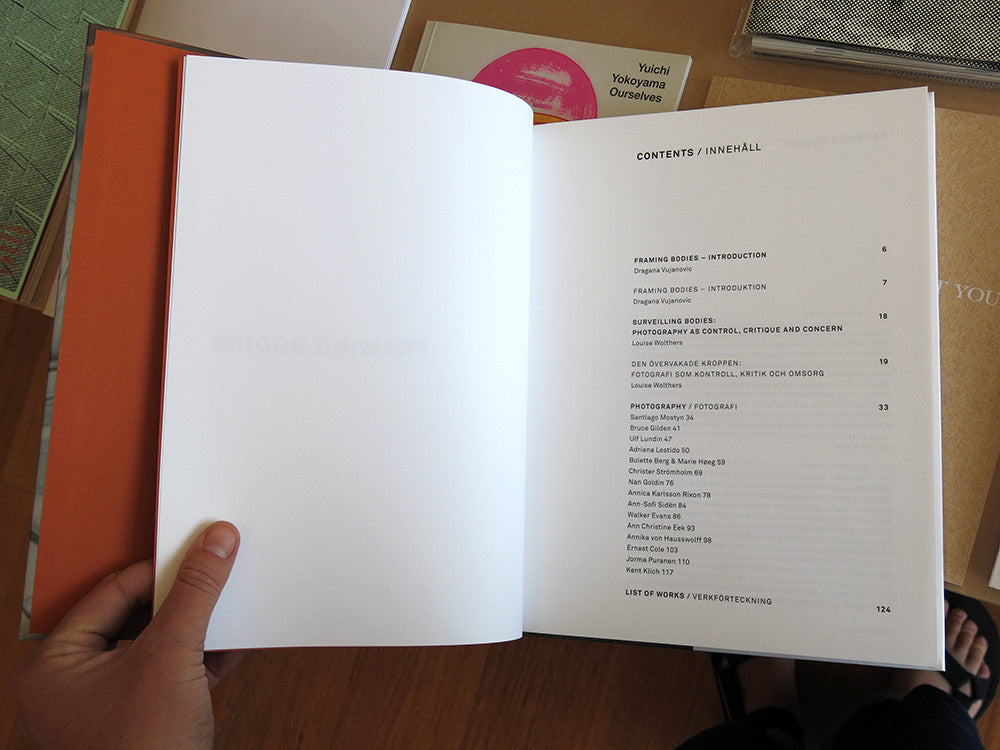 Yuichi
Yokoyama
Ourselves
CONTENTS / INNEHÅLL
FRAMING BODIES – INTRODUCTION 6
Dragana Vujanovic
FRAMING BODIES – INTRODUKTION 7
Dragana Vujanovic
SURVEILLING BODIES: 18
PHOTOGRAPHY AS CONTROL, CRITIQUE AND CONCERN
Louise Wolthers
DEN ÖVERVAKADE KROPPEN: 19
FOTOGRAFI SOM KONTROLL, KRITIK OCH OMSORG
Louise Wolthers
PHOTOGRAPHY / FOTOGRAFI 33
Santiago Mostyn 34
Bruce Gilden 41
Ulf Lundin 47
Adriana Lestido 50
Bolette Berg & Marie Høeg 59
Christer Strömholm 69
Nan Goldin 76
Annica Karlsson Rixon 78
Ann-Sofi Sidén 84
Walker Evans 86
Ann Christine Eek 93
Annika von Hausswolff 98
Ernest Cole 103
Jorma Puranen 110
Kent Klich 117
LIST OF WORKS / VERKFÖRTECKNING 124
FRAMING BODIES
T YOU